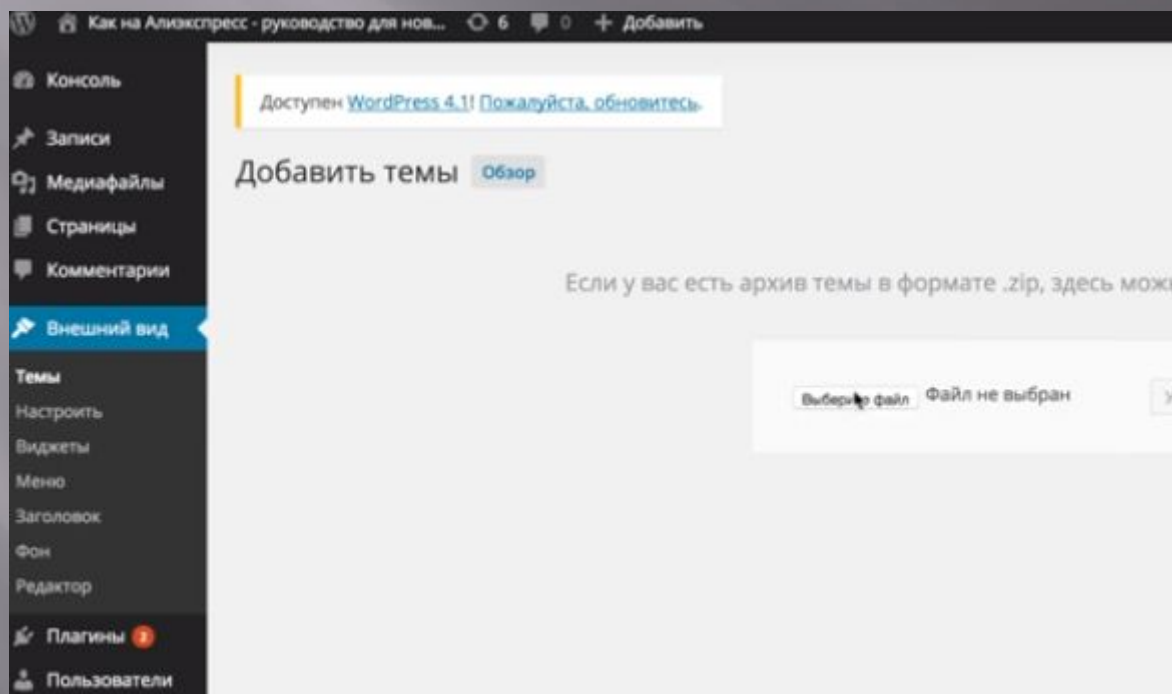 Как на Алиэкспресс - руководство для нов... 6 0 + Добавить
Консоль
Записи
Медиафайлы
Страницы
Комментарии
Внешний вид
Темы
Настроить
Виджеты
Меню
Заголовок
Фон
Редактор
Плагины
Пользователи
Доступен WordPress 4.1! Пожалуйста, обновитесь.
Добавить темы Обзор
Если у вас есть архив темы в формате .zip, здесь мож
Выберите файл Файл не выбран